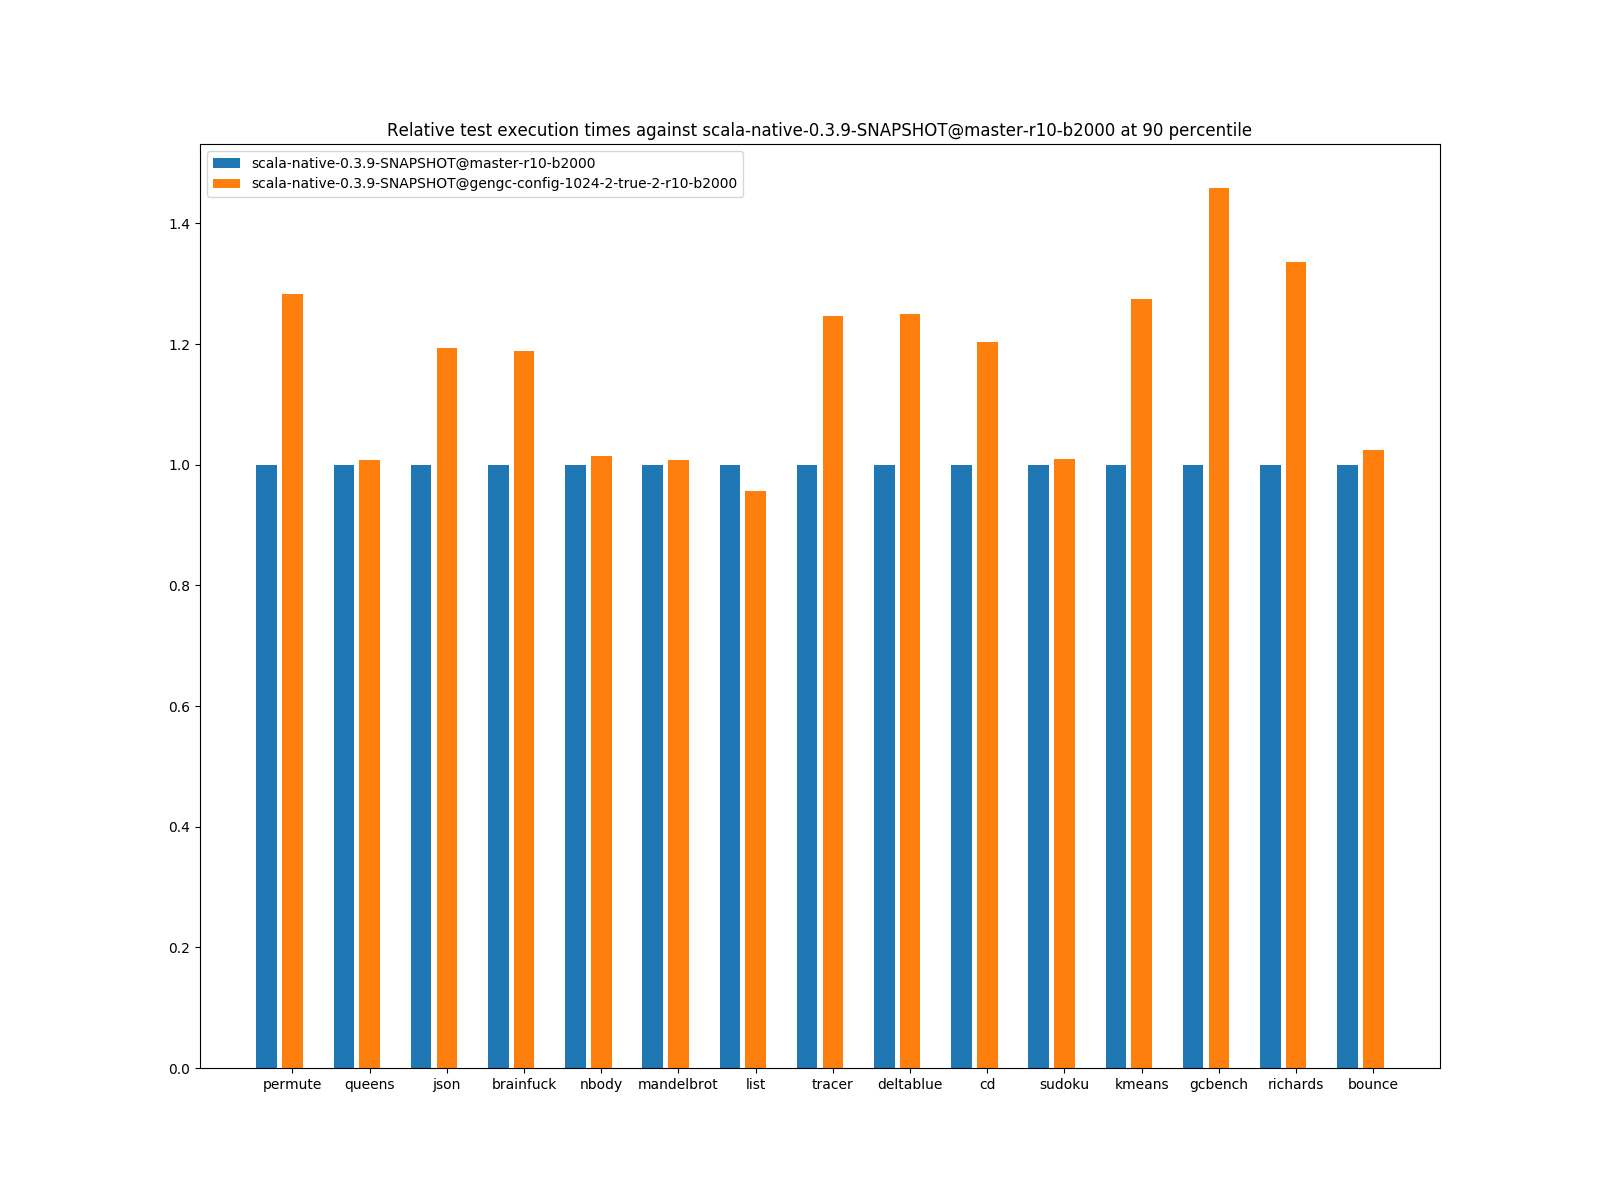 Relative test execution times against scala-native-0.3.9-SNAPSHOT@master-r10-b2000 at 90 percentile
scala-native-0.3.9-SNAPSHOT@master-r10-b2000
scala-native-0.3.9-SNAPSHOT@gengc-config-1024-2-true-2-r10-b2000
1.4
1.2
1.0
0.8
0.6
0.4
0.2
0.0
permute queens json brainfuck nbody mandelbrot list tracer deltablue cd sudoku kmeans gcbench richards bounce